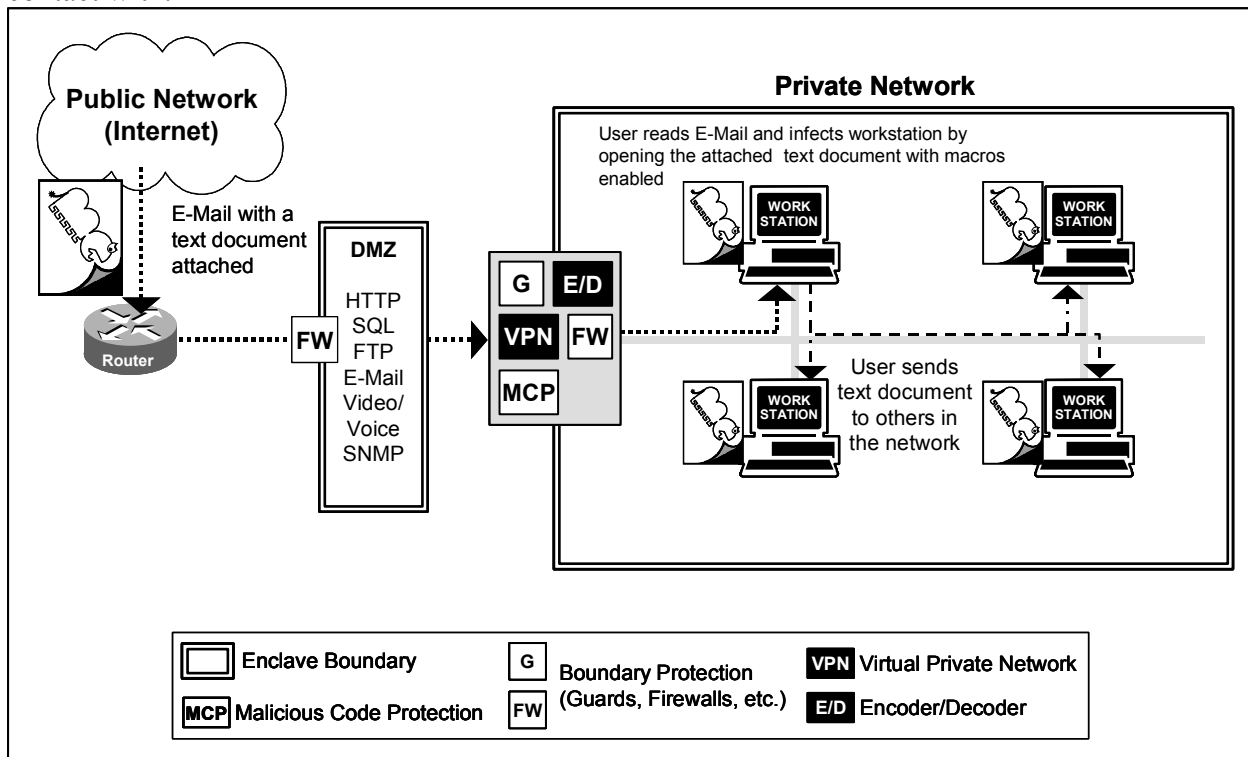 Public Network
(Internet)
E-Mail with a
text document
attached
Router
FW
DMZ
HTTP
SQL
FTP
E-Mail
Video/
Voice
SNMP
G
E/D
VPN
FW
MCP
Private Network
User reads E-Mail and infects workstation by
opening the attached text document with macros
enabled
WORK
STATION
WORK
STATION
User sends
text document
to others in
the network
WORK
STATION
WORK
STATION
Enclave Boundary
MCP Malicious Code Protection
G
FW
Boundary Protection
(Guards, Firewalls, etc.)
VPN Virtual Private Network
E/D Encoder/Decoder